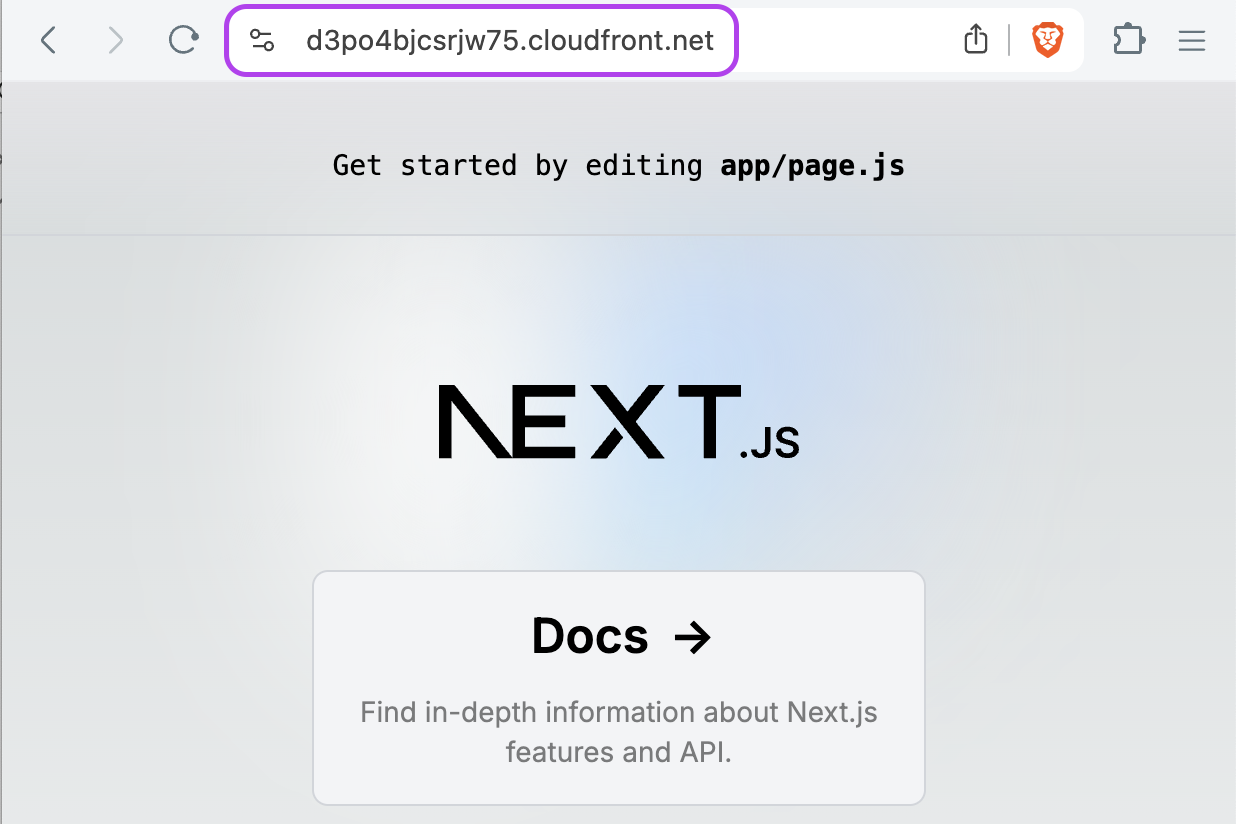 d3po4bjcsrjw75.cloudfront.net
Get started by editing app/page.js
NEXT.JS
Docs →
Find in-depth information about Next.js
features and API.